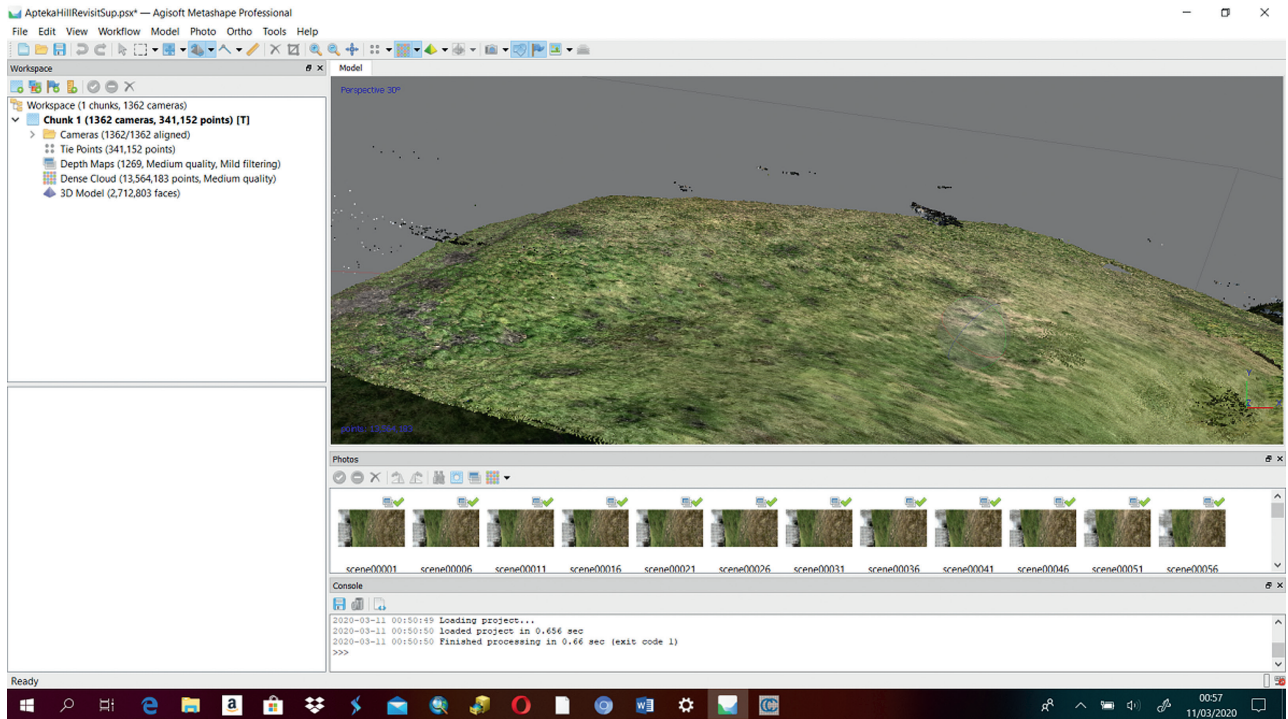 AptekaHillRevisitSup.psx* — Agisoft Metashape Professional
File Edit View Workflow Model Photo Ortho Tools Help
Workspace
Model
Workspace (1 chunks, 1362 cameras)
Chunk 1 (1362 cameras, 341,152 points) [T]
Cameras (1362/1362 aligned)
Tie Points (341,152 points)
Depth Maps (1269, Medium quality, Mild filtering)
Dense Cloud (13,564,183 points, Medium quality)
3D Model (2,712,803 faces)
Perspective 30°
Y
X
points: 13,564,183
Photos
scene00001 scene00006 scene00011 scene00016 scene00021 scene00026 scene00031 scene00036 scene00041 scene00046 scene00051 scene00056
Console
2020-03-11 00:50:49 Loading project...
2020-03-11 00:50:50 loaded project in 0.656 sec
2020-03-11 00:50:50 Finished processing in 0.66 sec (exit code 1)
>>>
Ready
00:57
11/03/2020